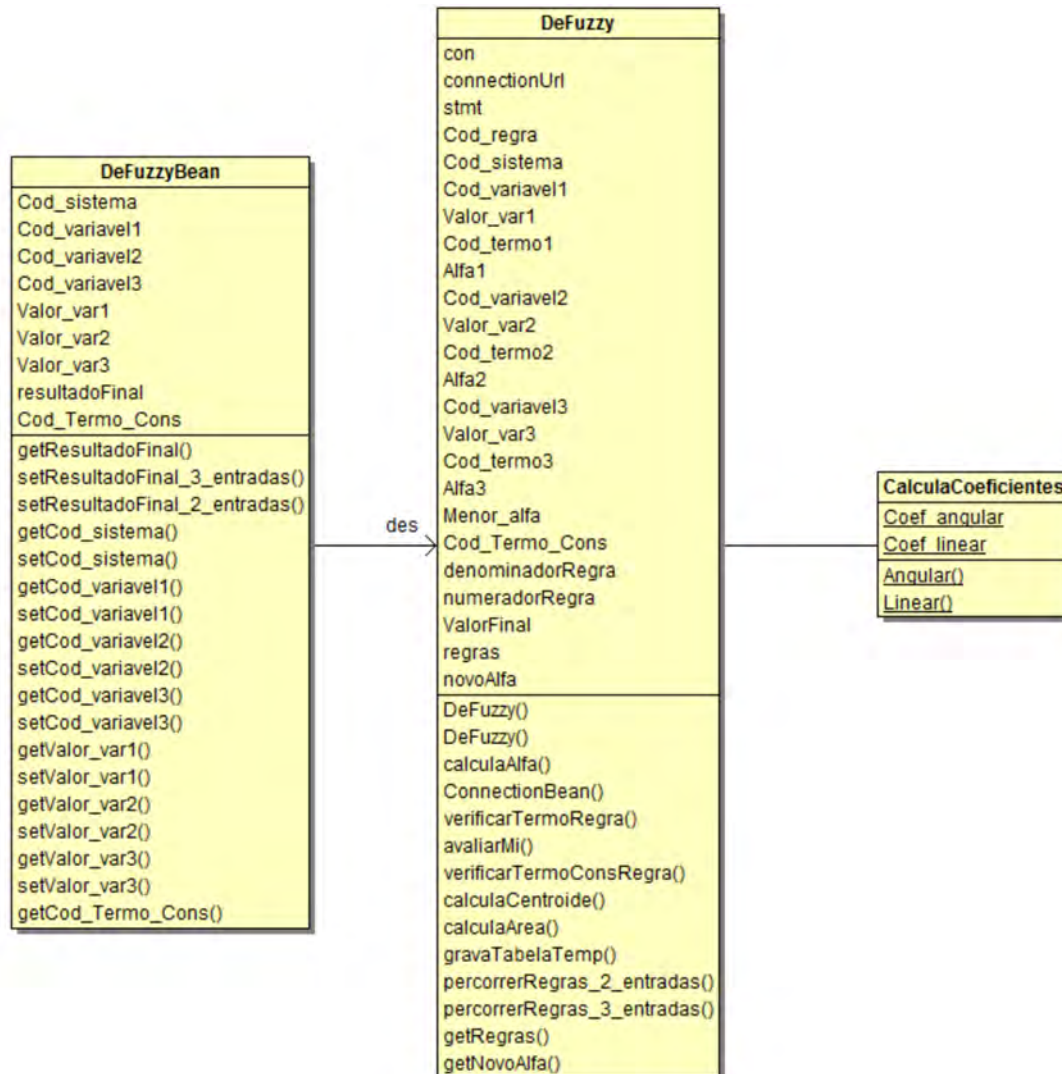 DeFuzzyBean
Cod_sistema
Cod_variavel1
Cod_variavel2
Cod_variavel3
Valor_var1
Valor_var2
Valor_var3
resultadoFinal
Cod_Termo_Cons
getResultadoFinal()
setResultadoFinal_3_entradas()
setResultadoFinal_2_entradas()
getCod_sistema()
setCod_sistema()
getCod_variavel1()
setCod_variavel1()
getCod_variavel2()
setCod_variavel2()
getCod_variavel3()
setCod_variavel3()
getValor_var1()
setValor_var1()
getValor_var2()
setValor_var2()
getValor_var3()
setValor_var3()
getCod_Termo_Cons()
des
DeFuzzy
con
connectionUrl
stmt
Cod_regra
Cod_sistema
Cod_variavel1
Valor_var1
Cod_termo1
Alfa1
Cod_variavel2
Valor_var2
Cod_termo2
Alfa2
Cod_variavel3
Valor_var3
Cod_termo3
Alfa3
Menor_alfa
Cod_Termo_Cons
denominadorRegra
numeradorRegra
ValorFinal
regras
novoAlfa
DeFuzzy()
DeFuzzy()
calculaAlfa()
ConnectionBean()
verificarTermoRegra()
avaliarMi()
verificarTermoConsRegra()
calculaCentroide()
calculaArea()
gravaTabelaTemp()
percorrerRegras_2_entradas()
percorrerRegras_3_entradas()
getRegras()
getNovoAlfa()
CalculaCoeficientes
Coef_angular
Coef_linear
Angular()
Linear()